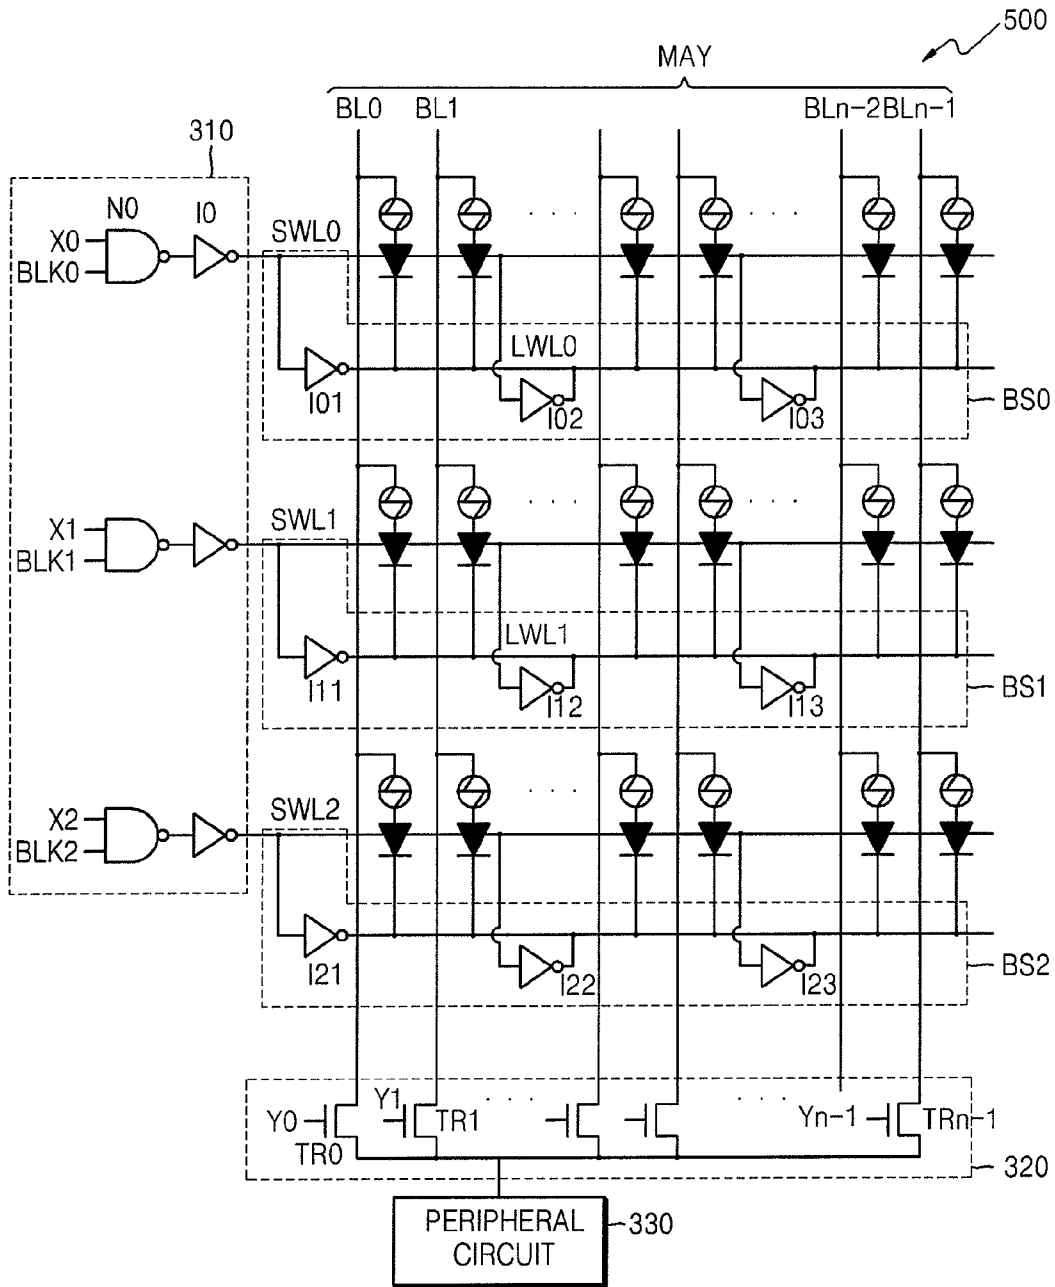 500
MAY
BL0 BL1 BLn-2 BLn-1
310
N0 I0
X0
BLK0
SWL0
. . . . . .
LWL0
I01
I02
I03
BS0
X1
BLK1
SWL1
. . . . . .
LWL1
I11
I12
I13
BS1
X2
BLK2
SWL2
I21
I22
I23
BS2
Y0
TR0
Y1
TR1
. . . . . .
Yn-1
TRn-1
320
PERIPHERAL
CIRCUIT
330